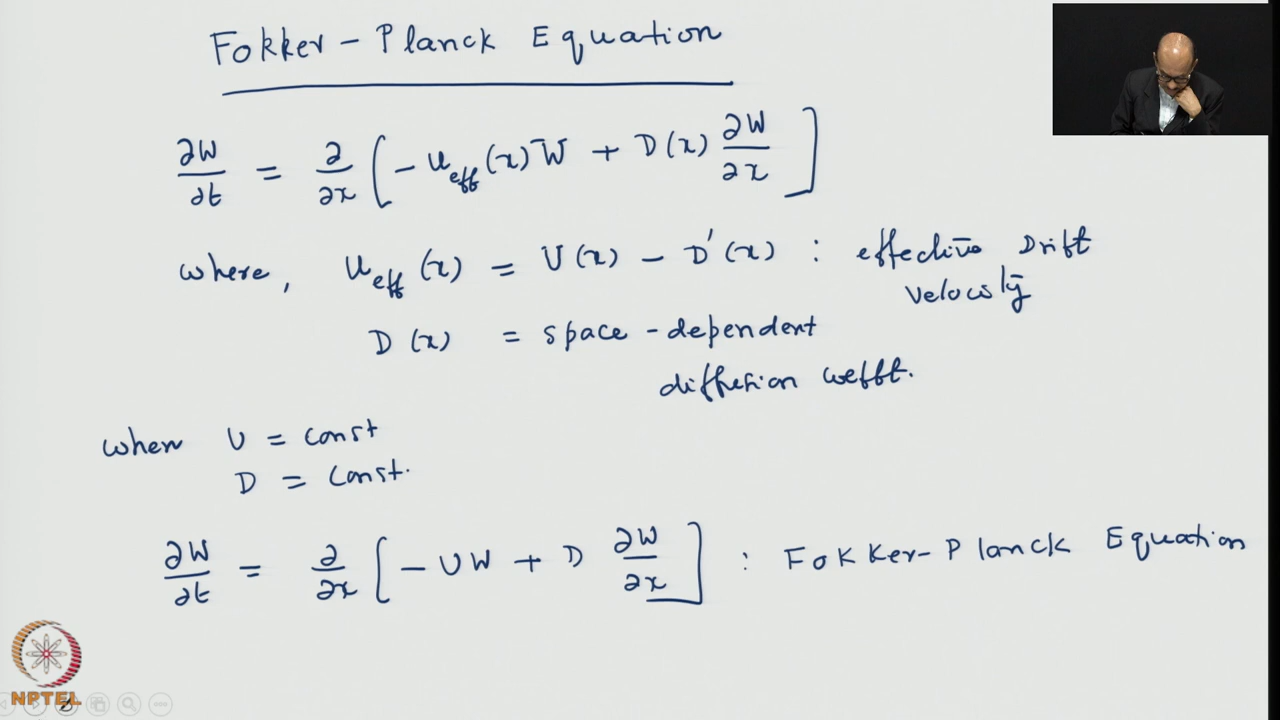 Fokker-Planck Equation
∂W/∂t = ∂/∂x [ - u_eff(x) W + D(x) ∂W/∂x ]
where, u_eff(x) = U(x) - D'(x) : effective Drift
velocity
D(x) = space-dependent
diffusion coefft.
when U = const
D = const.
∂W/∂t = ∂/∂x [ - UW + D ∂W/∂x ] : Fokker-Planck Equation
NPTEL